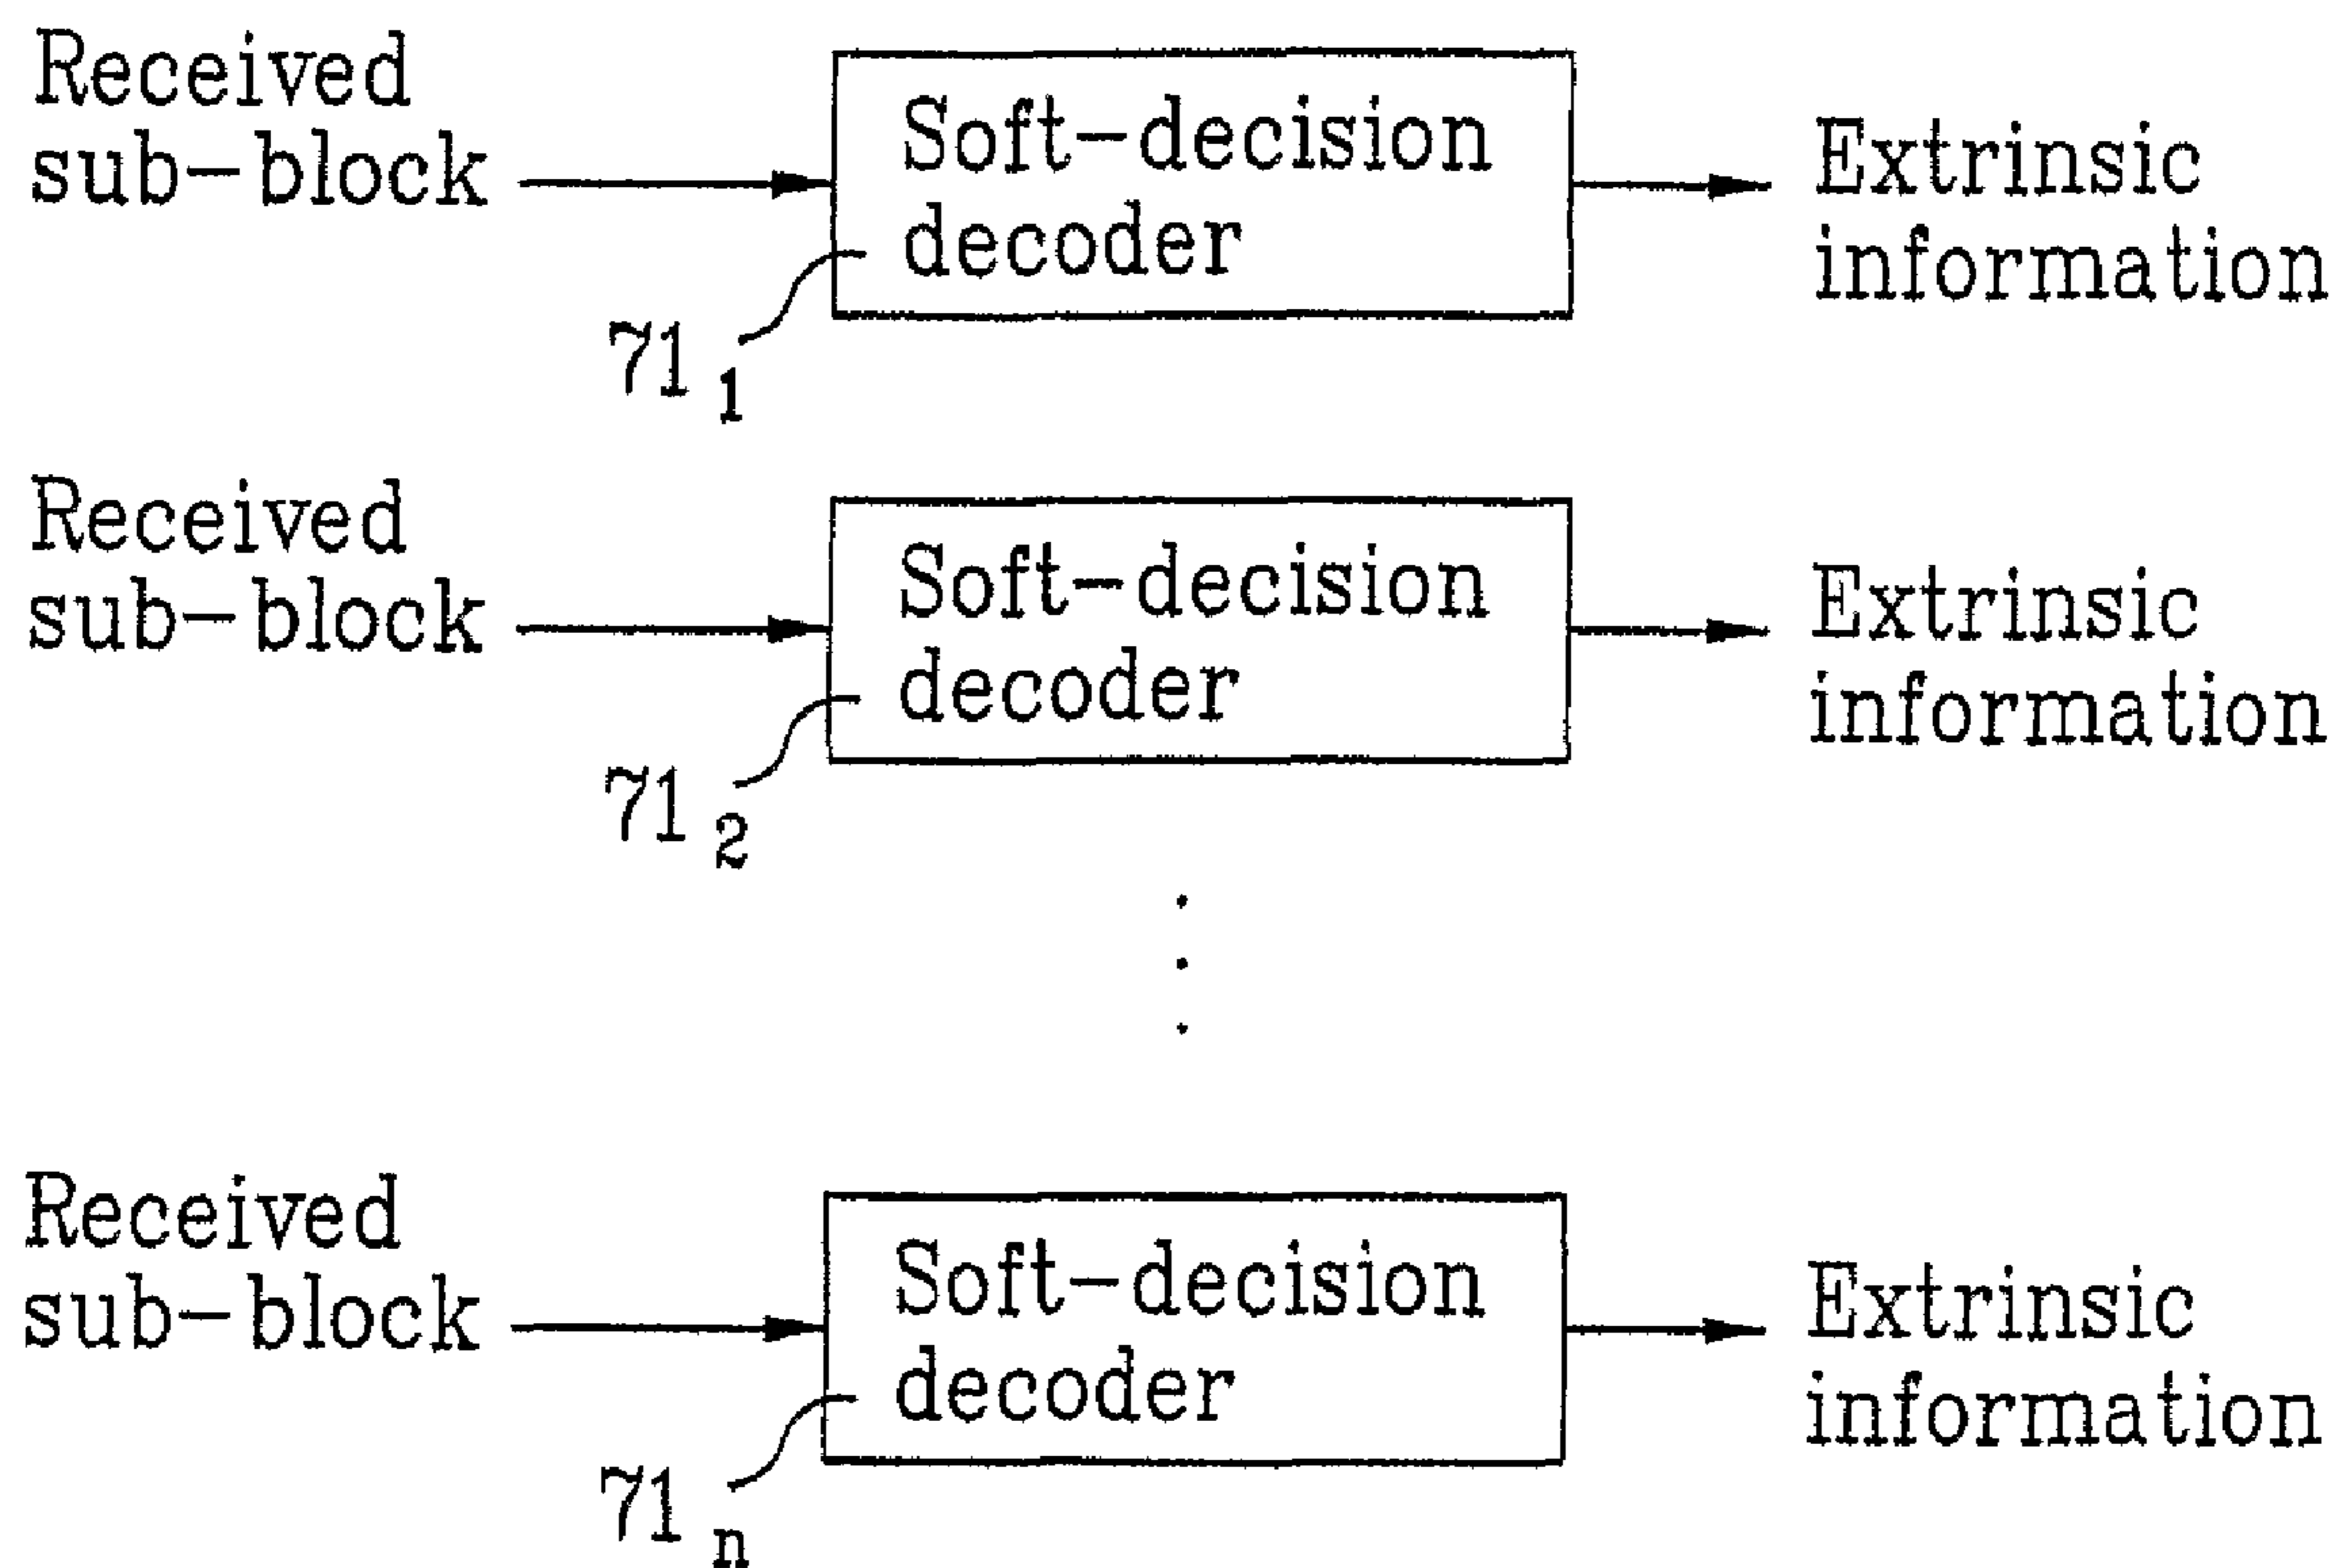 Received
sub-block
Soft-decision
decoder
Extrinsic
information
71 1
Received
sub-block
Soft-decision
decoder
Extrinsic
information
71 2
Received
sub-block
Soft-decision
decoder
Extrinsic
information
71 n